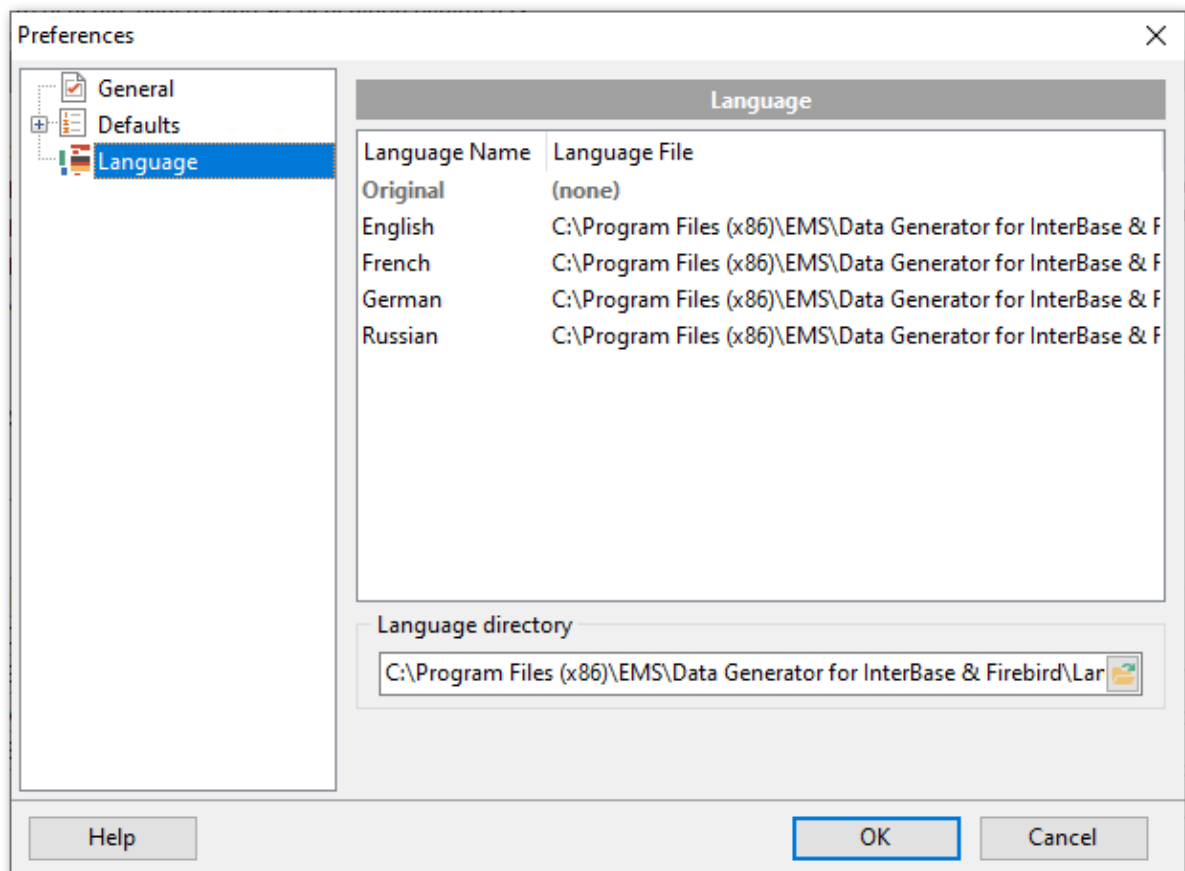 Preferences
General
Defaults
Language
Language
Language Name Language File
Original (none)
English C:\Program Files (x86)\EMS\Data Generator for InterBase & F
French C:\Program Files (x86)\EMS\Data Generator for InterBase & F
German C:\Program Files (x86)\EMS\Data Generator for InterBase & F
Russian C:\Program Files (x86)\EMS\Data Generator for InterBase & F
Language directory
C:\Program Files (x86)\EMS\Data Generator for InterBase & Firebird\Lar
Help OK Cancel